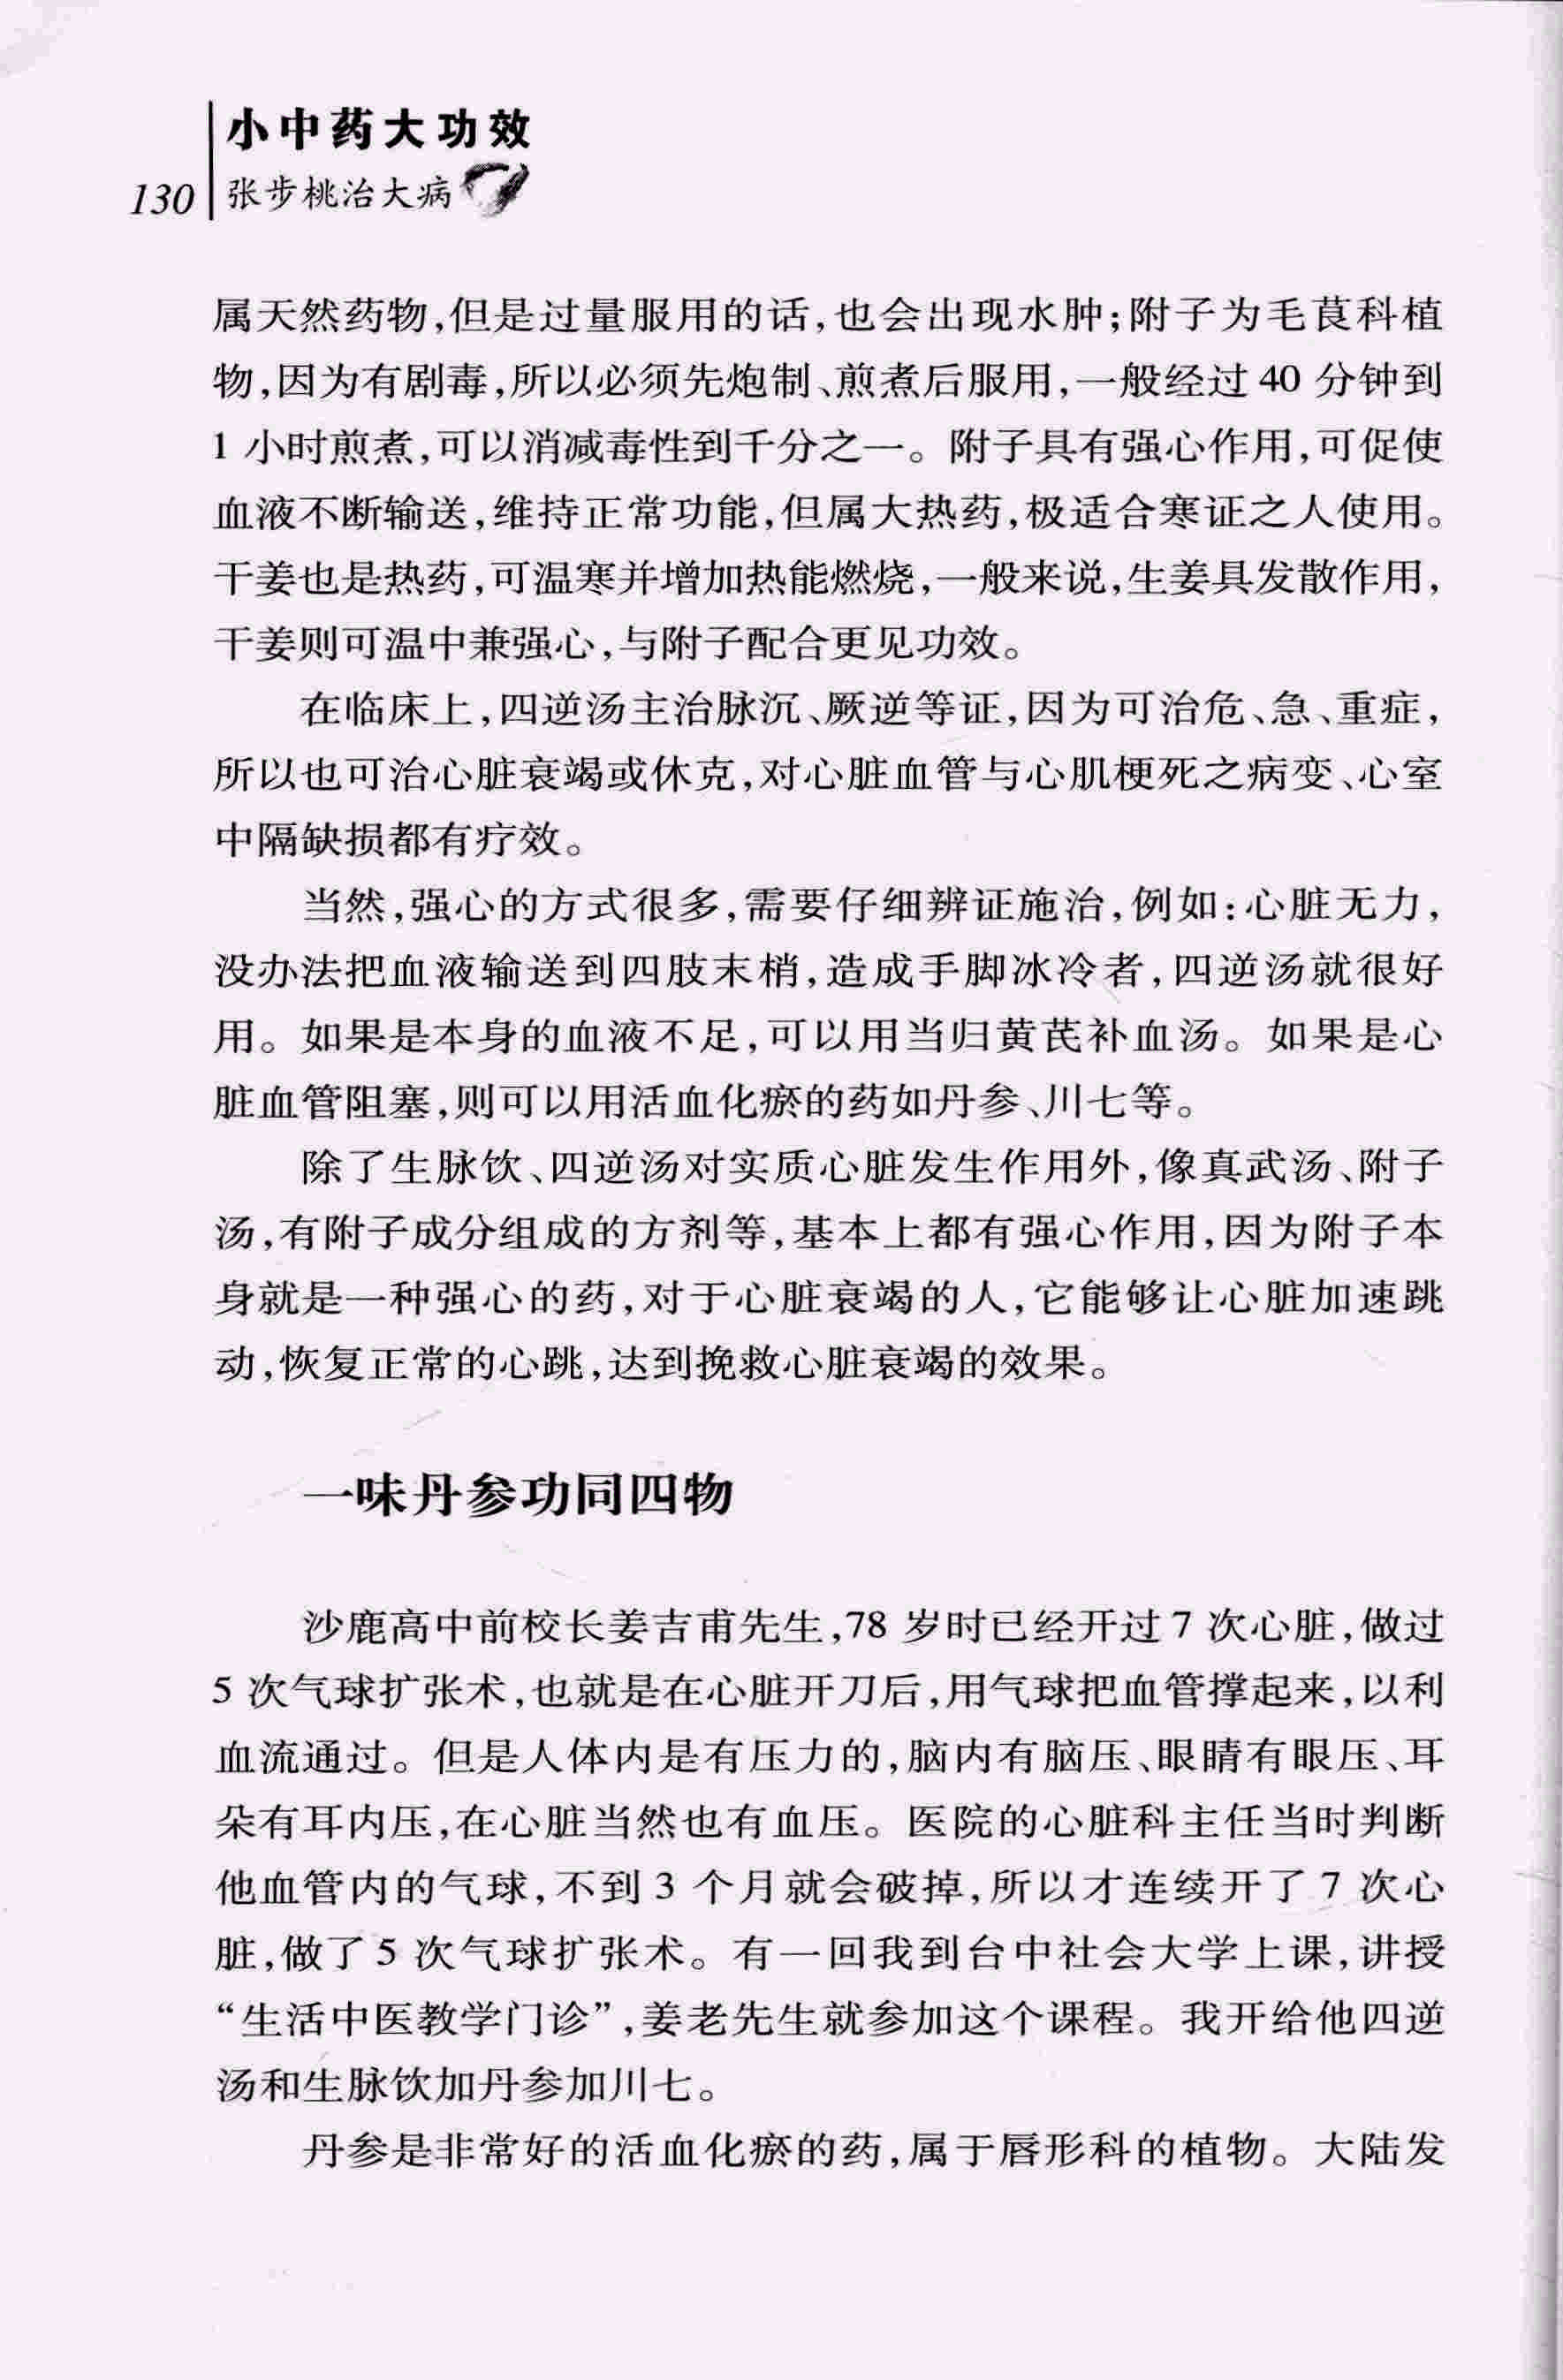 小中药大功效
130 张步桃治大病
属天然药物,但是过量服用的话,也会出现水肿;附子为毛茛科植
物,因为有剧毒,所以必须先炮制、煎煮后服用,一般经过 40 分钟到
1 小时煎煮,可以消减毒性到千分之一。附子具有强心作用,可促使
血液不断输送,维持正常功能,但属大热药,极适合寒证之人使用。
干姜也是热药,可温寒并增加热能燃烧,一般来说,生姜具发散作用,
干姜则可温中兼强心,与附子配合更见功效。
在临床上,四逆汤主治脉沉、厥逆等证,因为可治危、急、重症,
所以也可治心脏衰竭或休克,对心脏血管与心肌梗死之病变、心室
中隔缺损都有疗效。
当然,强心的方式很多,需要仔细辨证施治,例如:心脏无力,
没办法把血液输送到四肢末梢,造成手脚冰冷者,四逆汤就很好
用。如果是本身的血液不足,可以用当归黄芪补血汤。如果是心
脏血管阻塞,则可以用活血化瘀的药如丹参、川七等。
除了生脉饮、四逆汤对实质心脏发生作用外,像真武汤、附子
汤,有附子成分组成的方剂等,基本上都有强心作用,因为附子本
身就是一种强心的药,对于心脏衰竭的人,它能够让心脏加速跳
动,恢复正常的心跳,达到挽救心脏衰竭的效果。
一味丹参功同四物
沙鹿高中前校长姜吉甫先生,78 岁时已经开过 7 次心脏,做过
5 次气球扩张术,也就是在心脏开刀后,用气球把血管撑起来,以利
血流通过。但是人体内是有压力的,脑内有脑压、眼睛有眼压、耳
朵有耳内压,在心脏当然也有血压。医院的心脏科主任当时判断
他血管内的气球,不到 3 个月就会破掉,所以才连续开了 7 次心
脏,做了 5 次气球扩张术。有一回我到台中社会大学上课,讲授
“生活中医教学门诊”,姜老先生就参加这个课程。我开给他四逆
汤和生脉饮加丹参加川七。
丹参是非常好的活血化瘀的药,属于唇形科的植物。大陆发